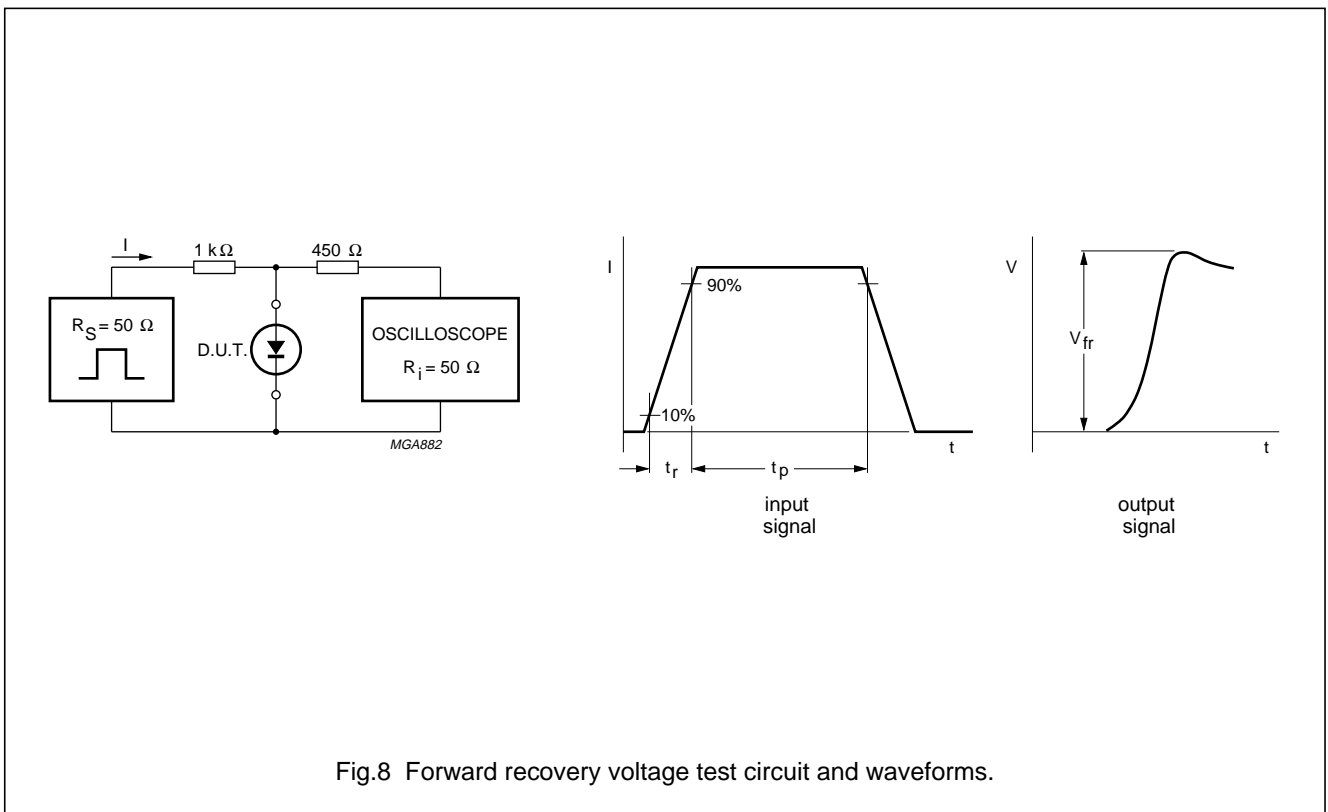 I
1 kΩ
450 Ω
R_S = 50 Ω
D.U.T.
OSCILLOSCOPE
R_i = 50 Ω
MGA882
I
90%
10%
t
t_r
t_p
input
signal
V
V_fr
t
output
signal
Fig.8 Forward recovery voltage test circuit and waveforms.